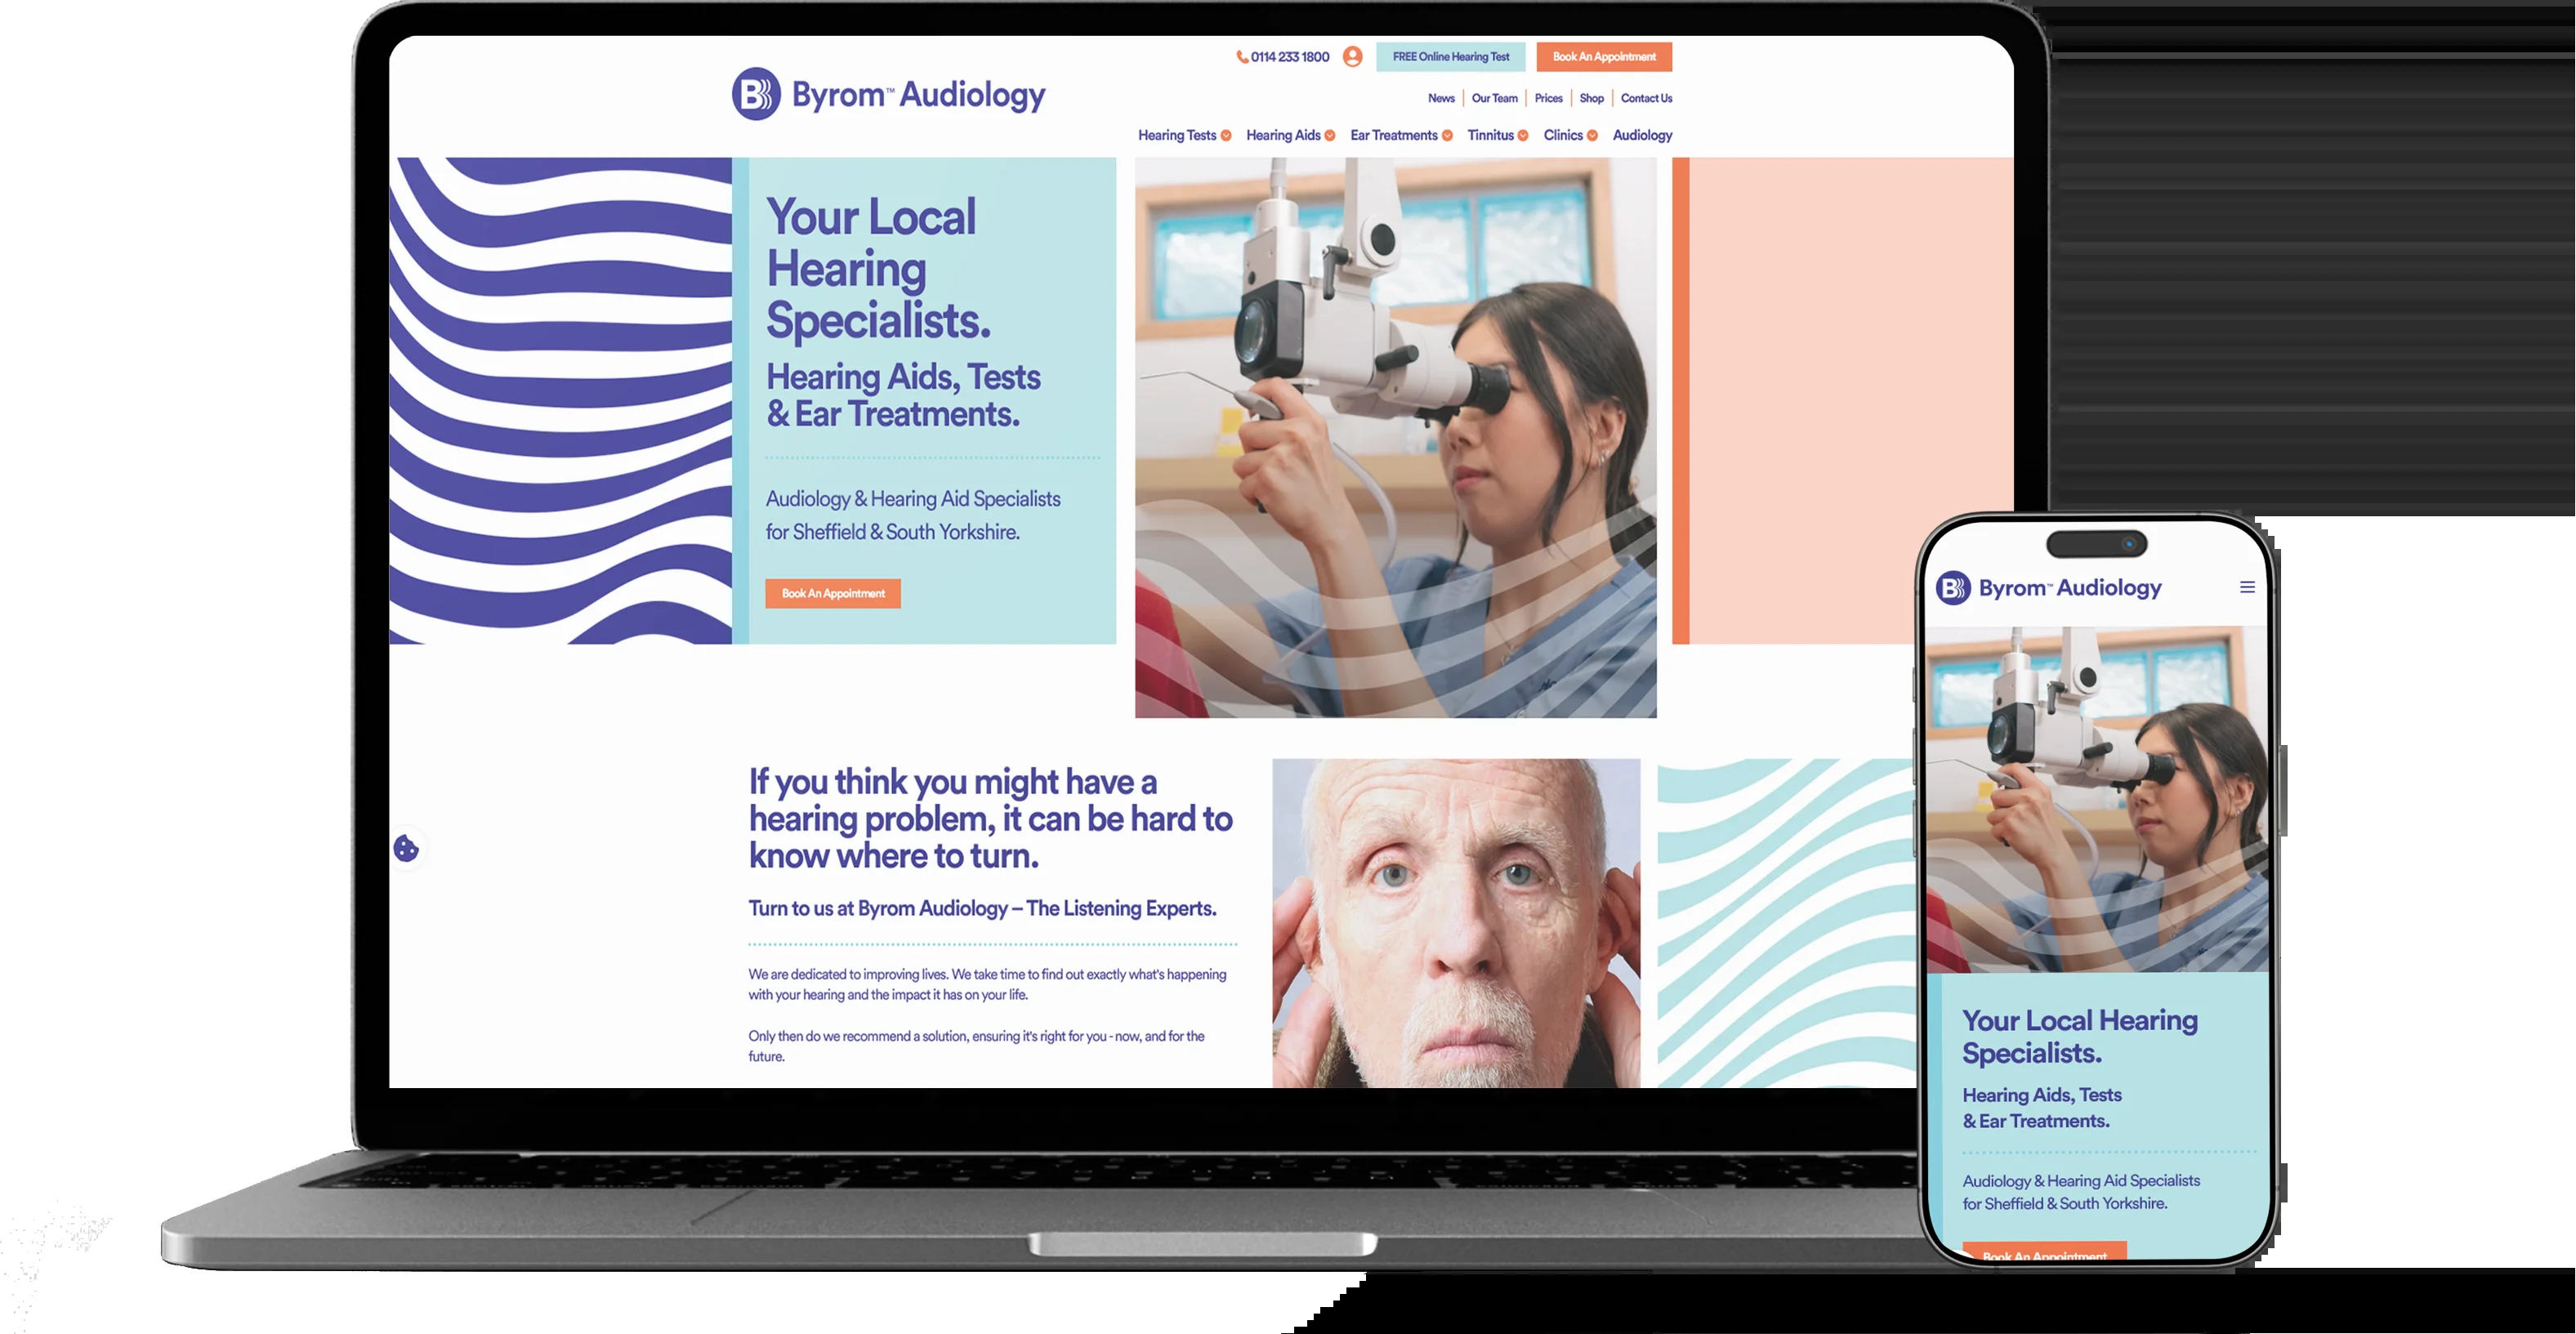 0114 233 1800
FREE Online Hearing Test
Book An Appointment
B Byrom™ Audiology
News
Our Team
Prices
Shop
Contact Us
Hearing Tests
Hearing Aids
Ear Treatments
Tinnitus
Clinics
Audiology
Your Local
Hearing
Specialists.
Hearing Aids, Tests
& Ear Treatments.
Audiology & Hearing Aid Specialists
for Sheffield & South Yorkshire.
Book An Appointment
If you think you might have a
hearing problem, it can be hard to
know where to turn.
Turn to us at Byrom Audiology – The Listening Experts.
We are dedicated to improving lives. We take time to find out exactly what's happening
with your hearing and the impact it has on your life.
Only then do we recommend a solution, ensuring it's right for you - now, and for the
future.
B Byrom™ Audiology
Your Local Hearing
Specialists.
Hearing Aids, Tests
& Ear Treatments.
Audiology & Hearing Aid Specialists
for Sheffield & South Yorkshire.
Book An Appointment